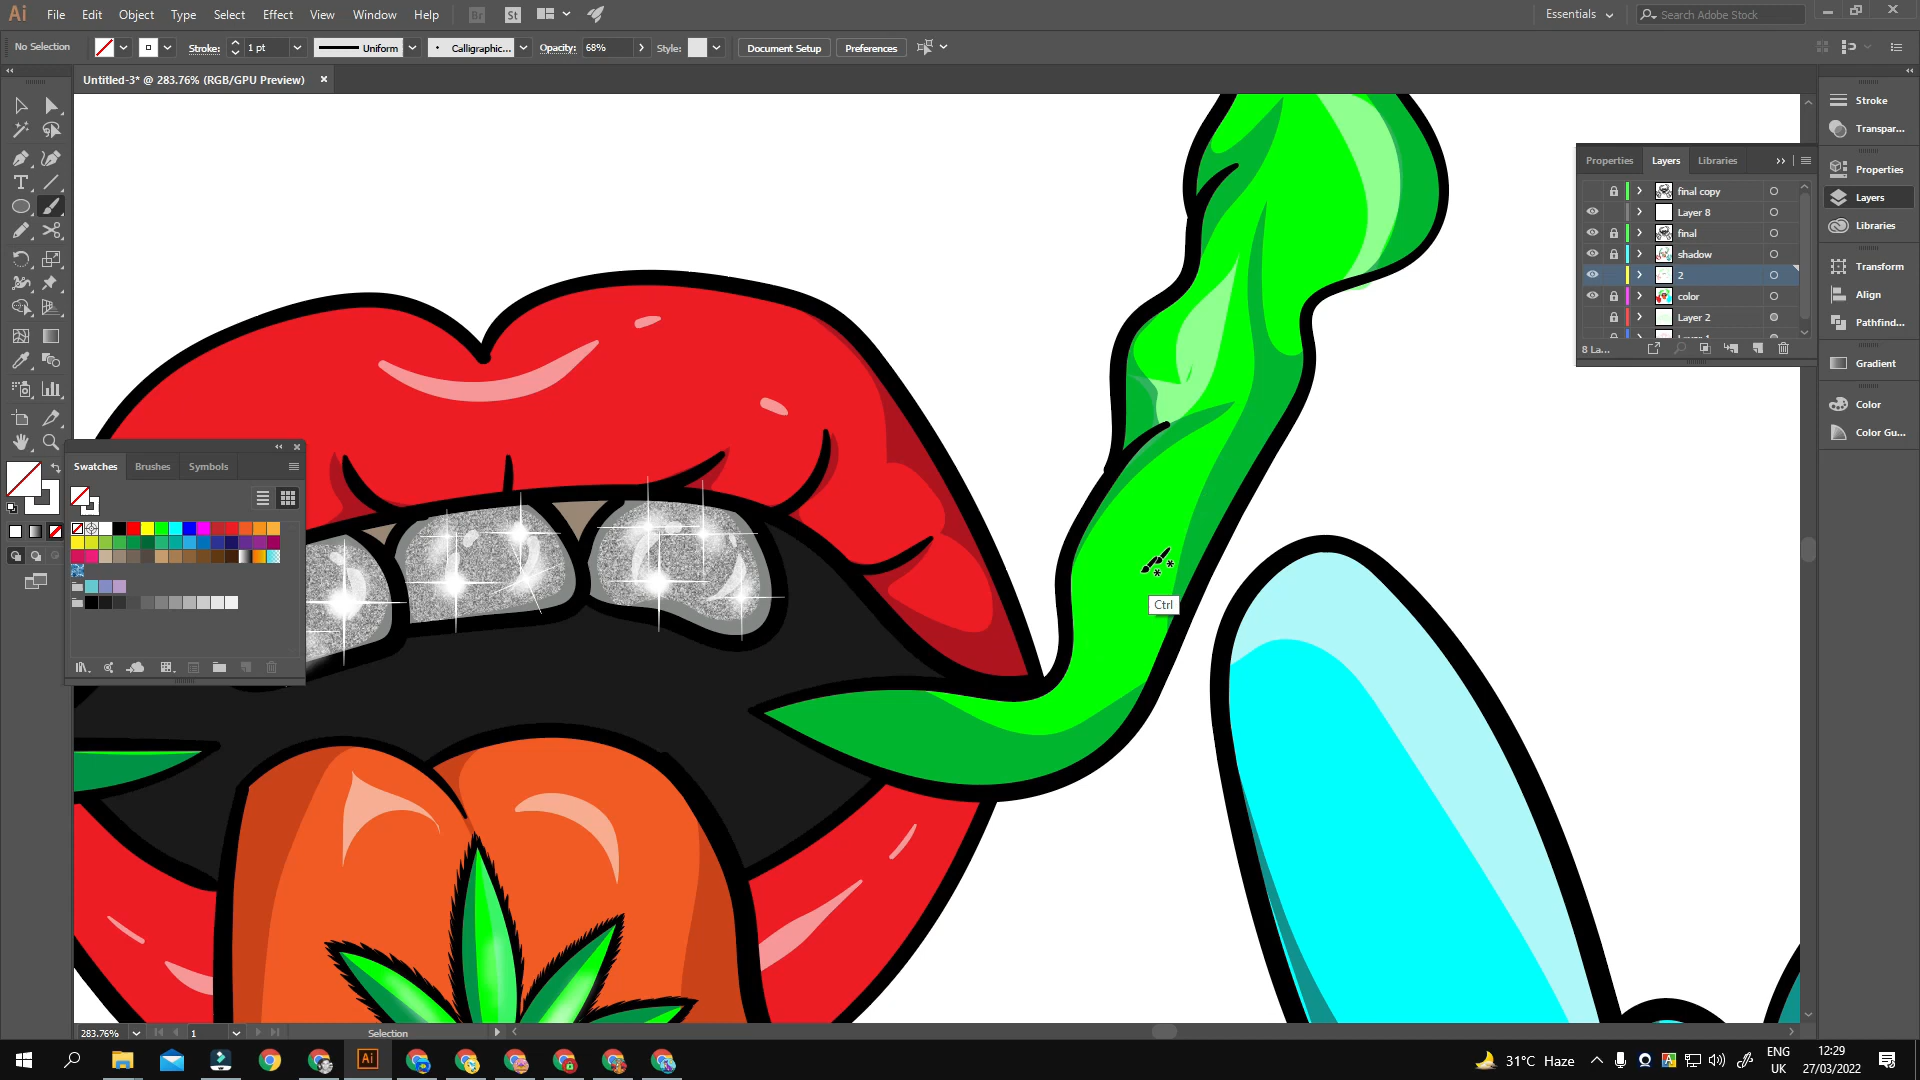 Ai File Edit Object Type Select Effect View Window Help Br St Essentials Search Adobe Stock
No Selection Stroke: 1 pt Uniform Calligraphic... Opacity: 68% Style: Document Setup Preferences
Untitled-3* @ 283.76% (RGB/GPU Preview)
Stroke
Transpar...
Properties
Layers
Libraries
Transform
Align
Pathfind...
Gradient
Color
Color Gu...
Properties Layers Libraries
final copy
Layer 8
final
shadow
2
color
Layer 2
8 La...
Swatches Brushes Symbols
Ctrl
283.76% 1 Selection
Ai 31°C Haze ENG 12:29
UK 27/03/2022